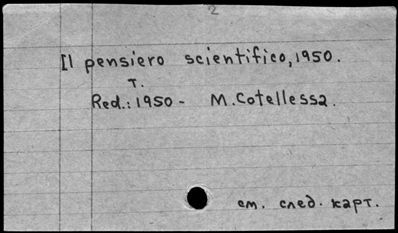 2
Il pensiero scientifico, 1950.
T.
Red.: 1950 - M. Cotellessa.
см. след. карт.